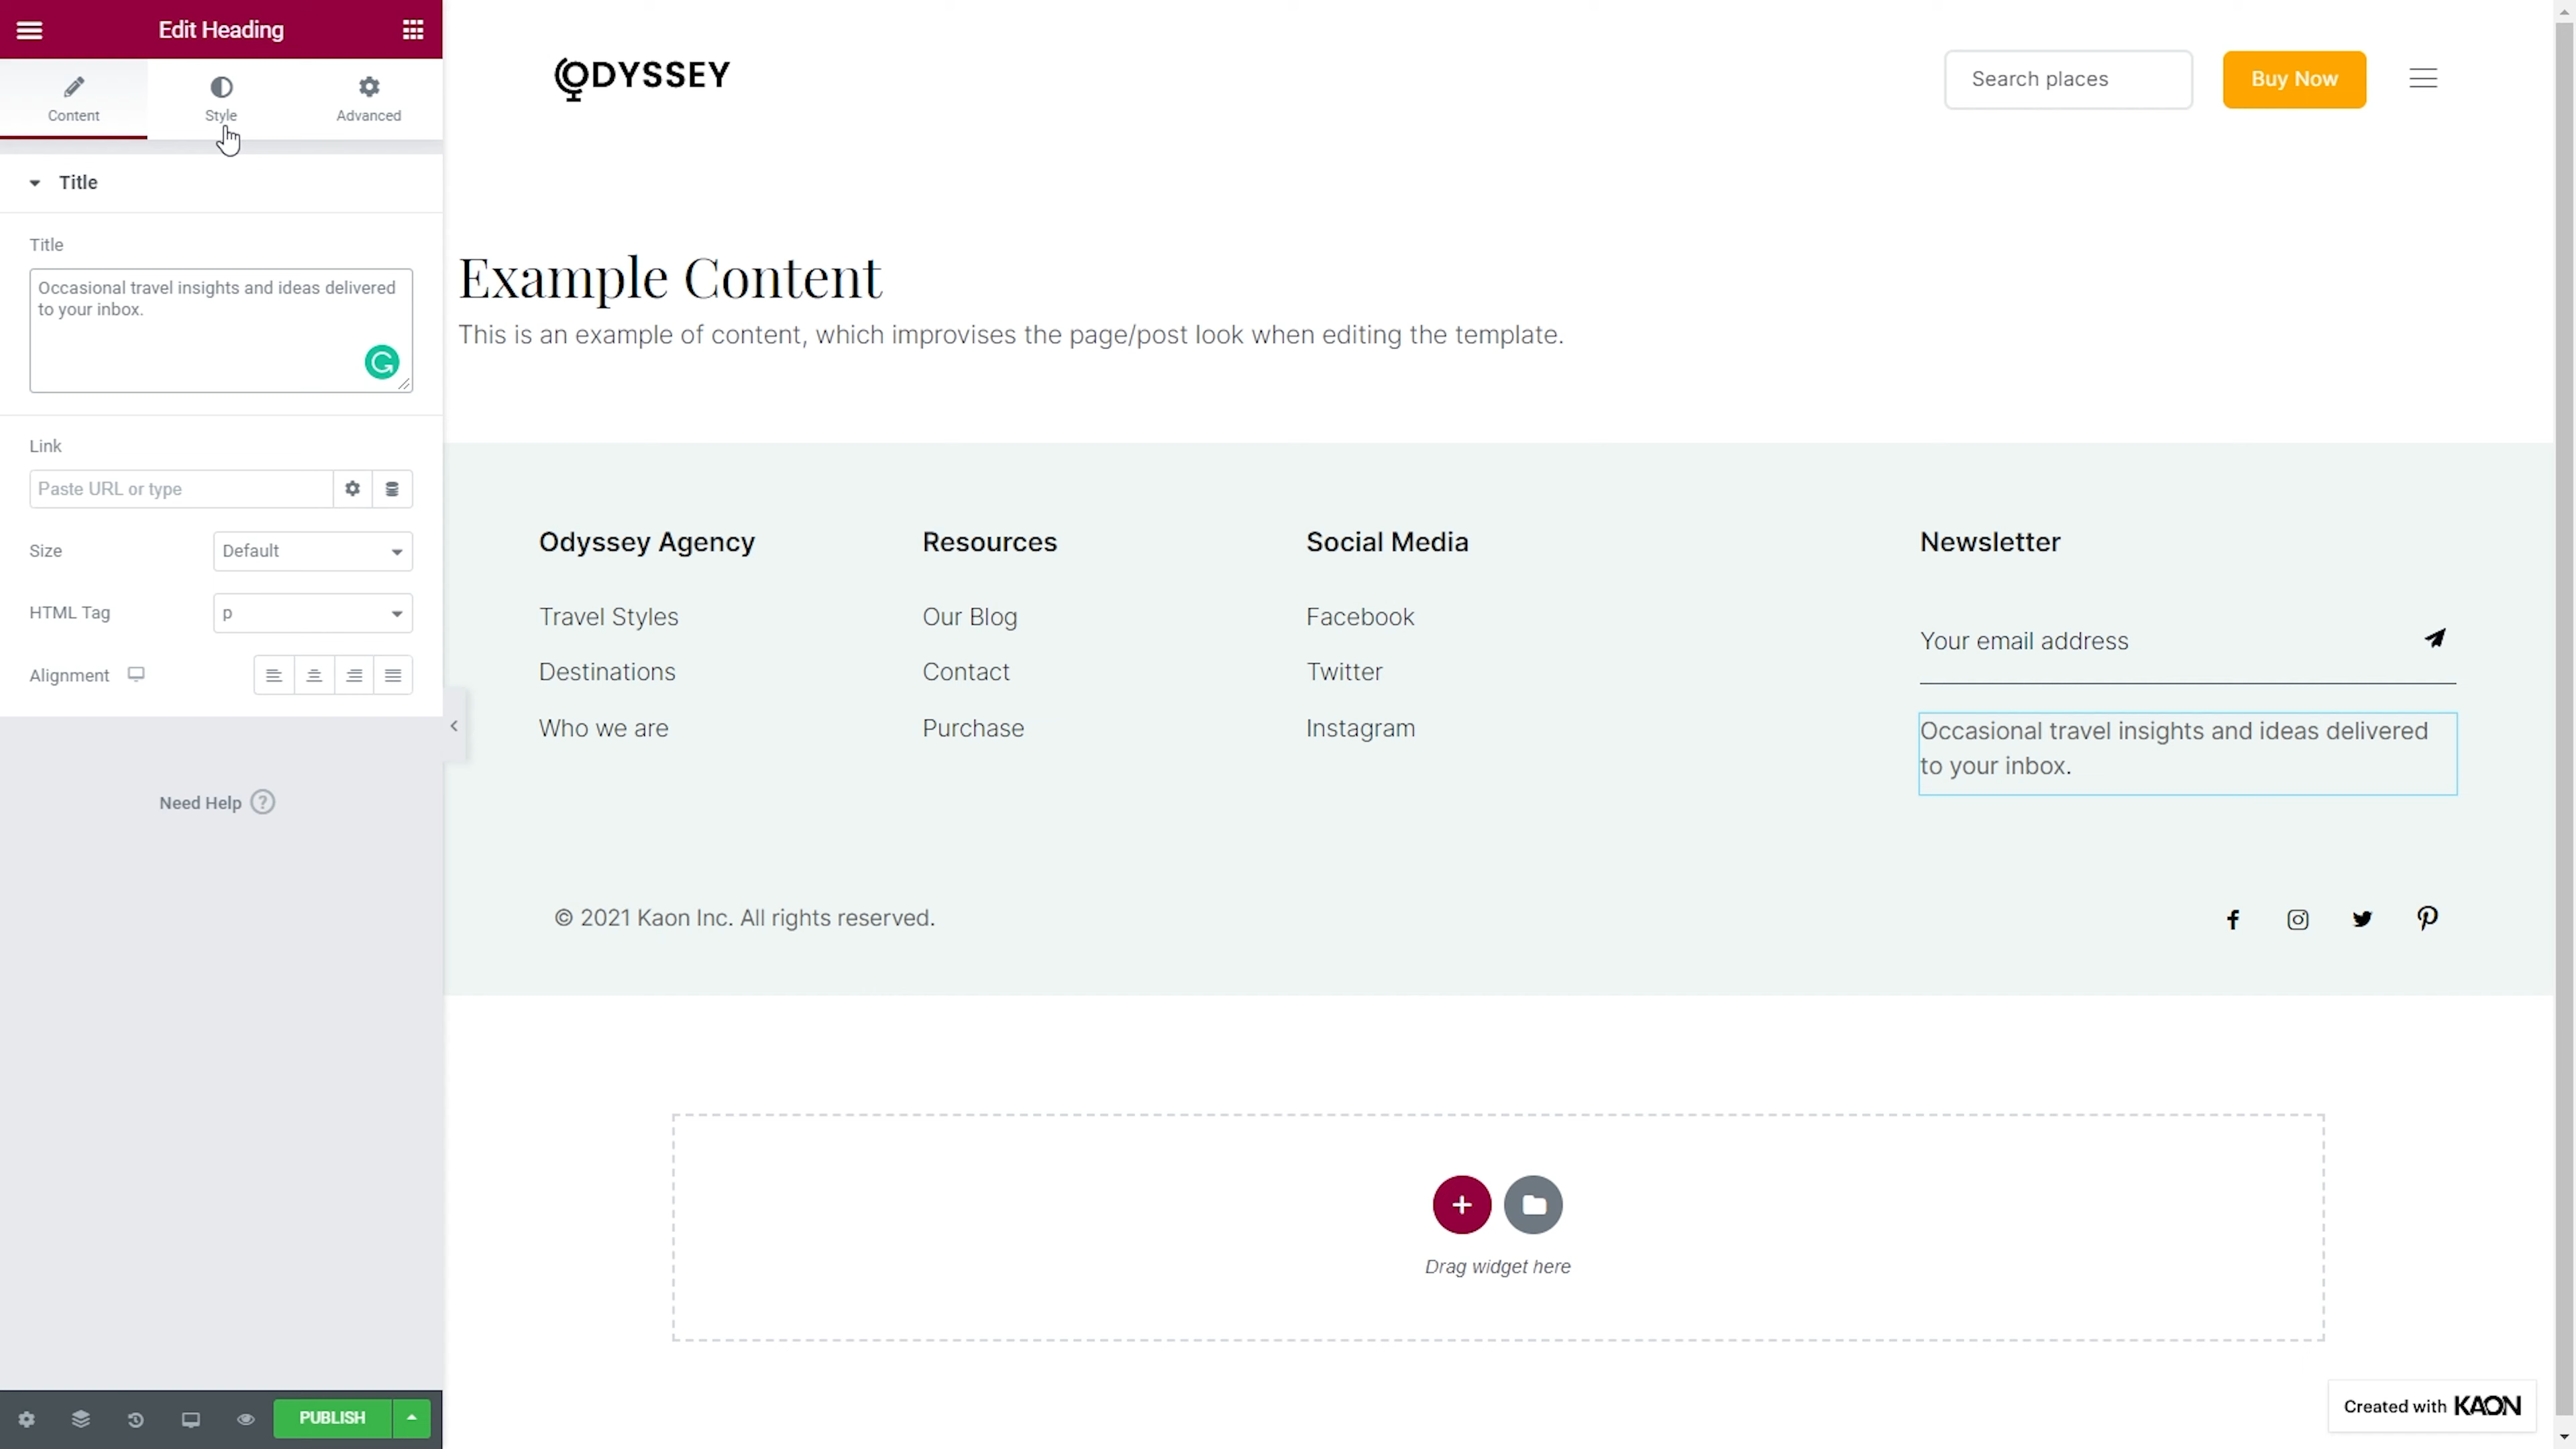 Edit Heading
Content
Style
Advanced
Title
Title
Occasional travel insights and ideas delivered
to your inbox.
Link
Paste URL or type
Size
Default
HTML Tag
p
Alignment
Need Help ?
PUBLISH
ODYSSEY
Search places
Buy Now
Example Content
This is an example of content, which improvises the page/post look when editing the template.
Odyssey Agency
Travel Styles
Destinations
Who we are
Resources
Our Blog
Contact
Purchase
Social Media
Facebook
Twitter
Instagram
Newsletter
Your email address
Occasional travel insights and ideas delivered
to your inbox.
© 2021 Kaon Inc. All rights reserved.
Drag widget here
Created with KAON